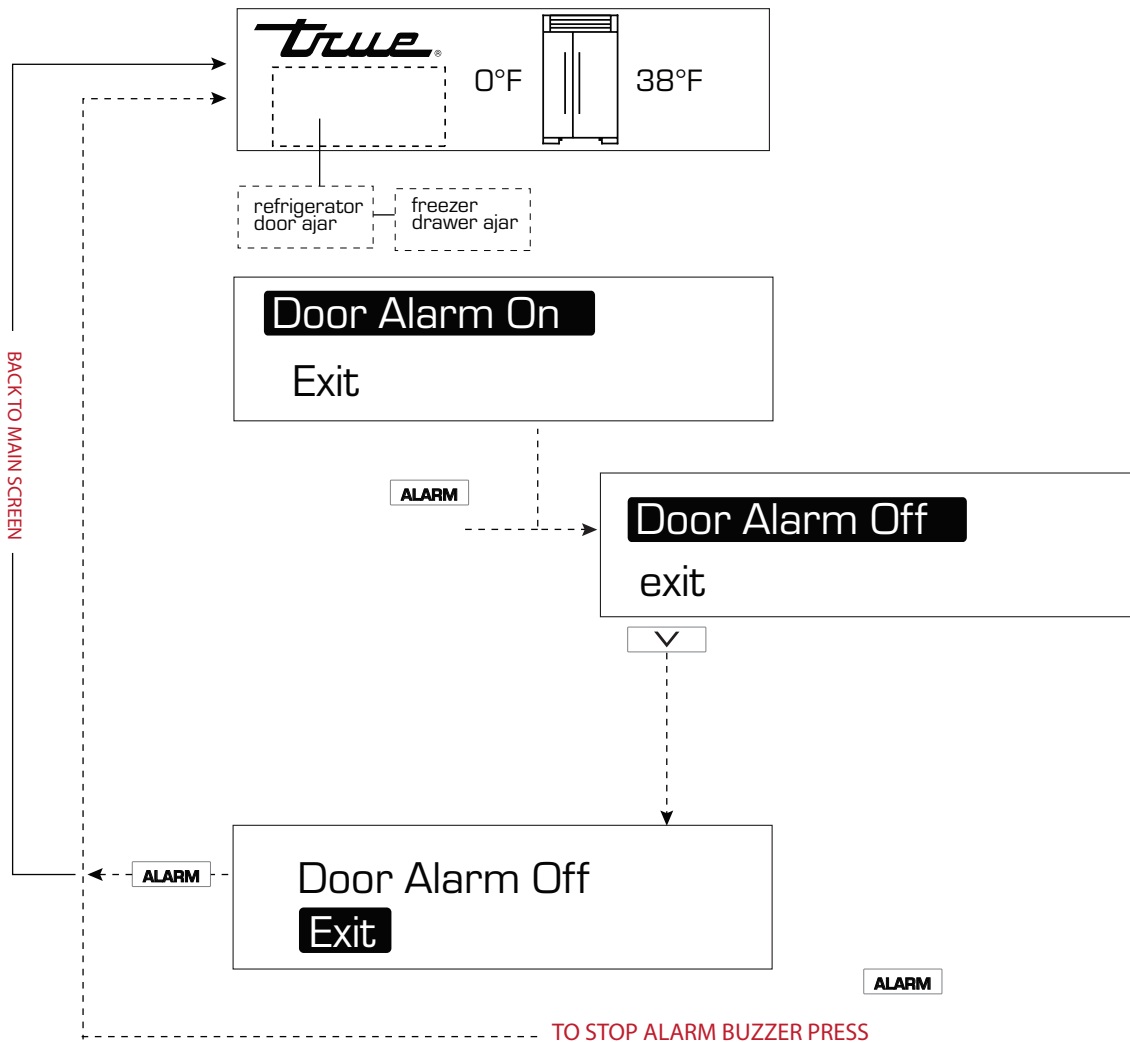 true®
0°F
38°F
refrigerator
door ajar
freezer
drawer ajar
Door Alarm On
Exit
BACK TO MAIN SCREEN
ALARM
Door Alarm Off
exit
ALARM
Door Alarm Off
Exit
ALARM
TO STOP ALARM BUZZER PRESS